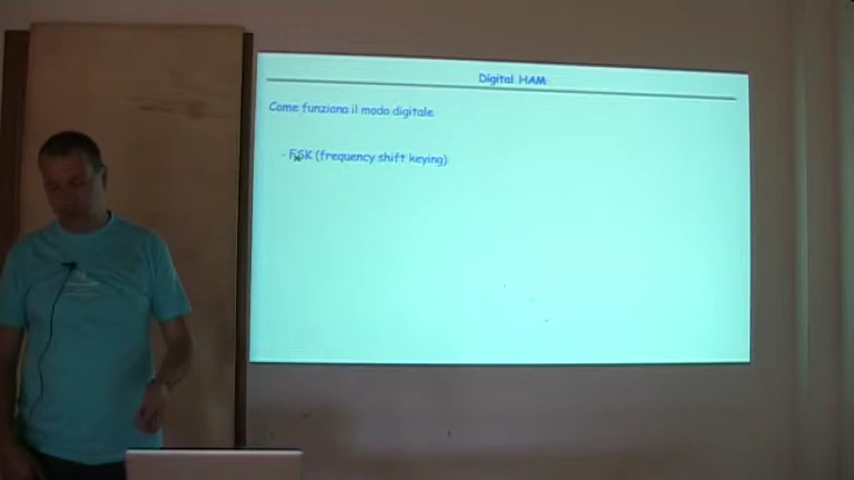 Digital HAM
Come funziona il modo digitale
- FSK (frequency shift keying)